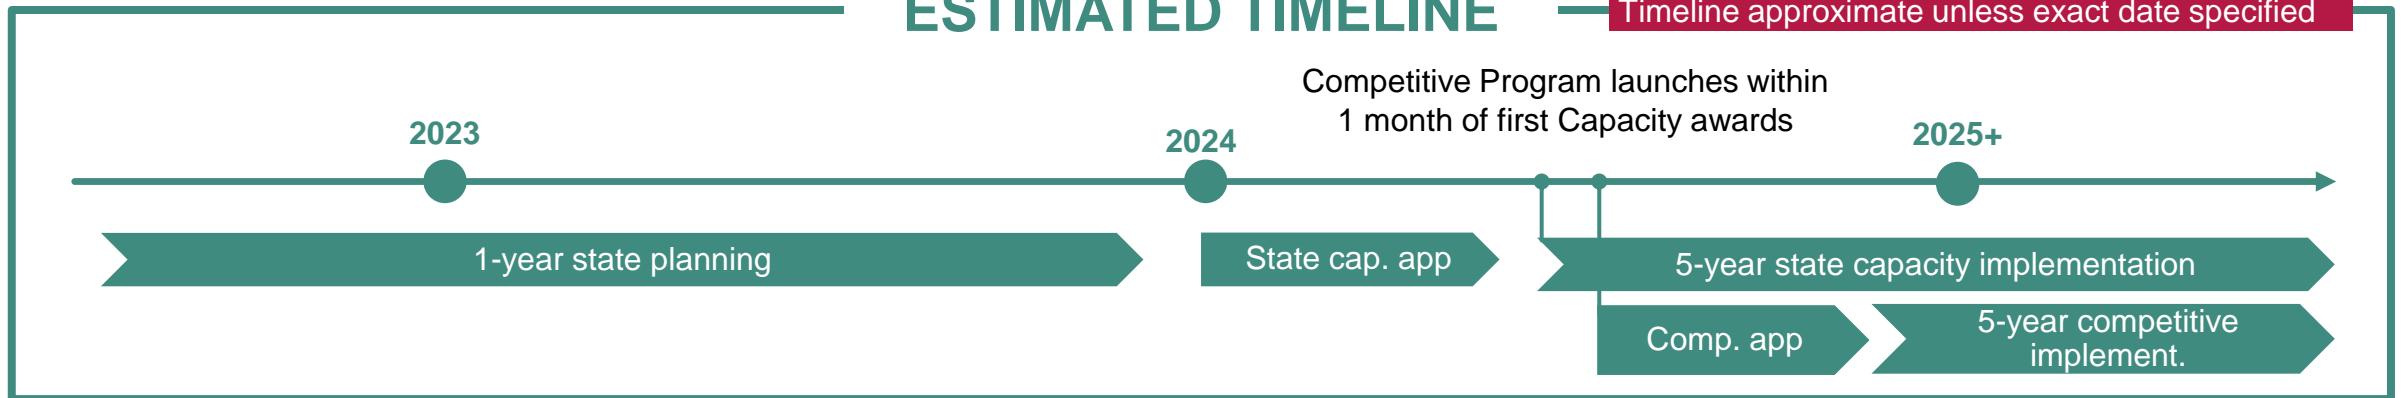 ESTIMATED TIMELINE
Timeline approximate unless exact date specified
Competitive Program launches within
1 month of first Capacity awards
2023
2024
2025+
1-year state planning
State cap. app
5-year state capacity implementation
Comp. app
5-year competitive
implement.